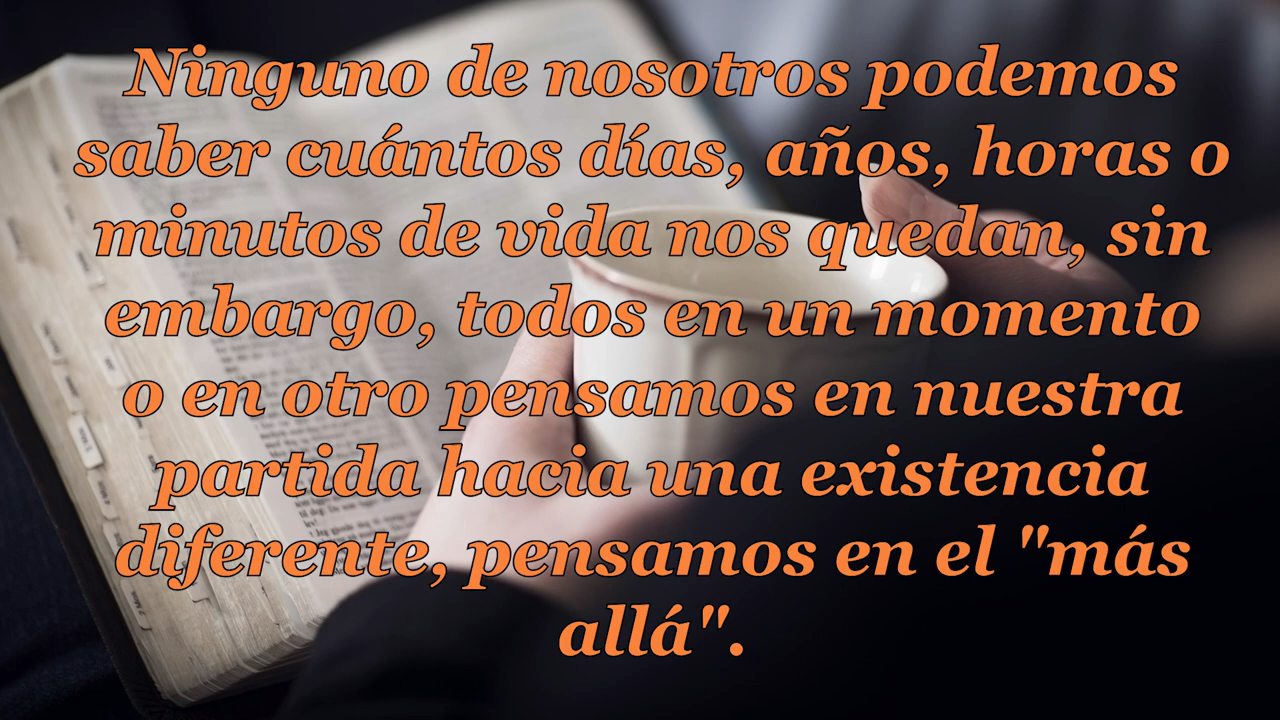 Ninguno de nosotros podemos
saber cuántos días, años, horas o
minutos de vida nos quedan, sin
embargo, todos en un momento
o en otro pensamos en nuestra
partida hacia una existencia
diferente, pensamos en el "más
allá".